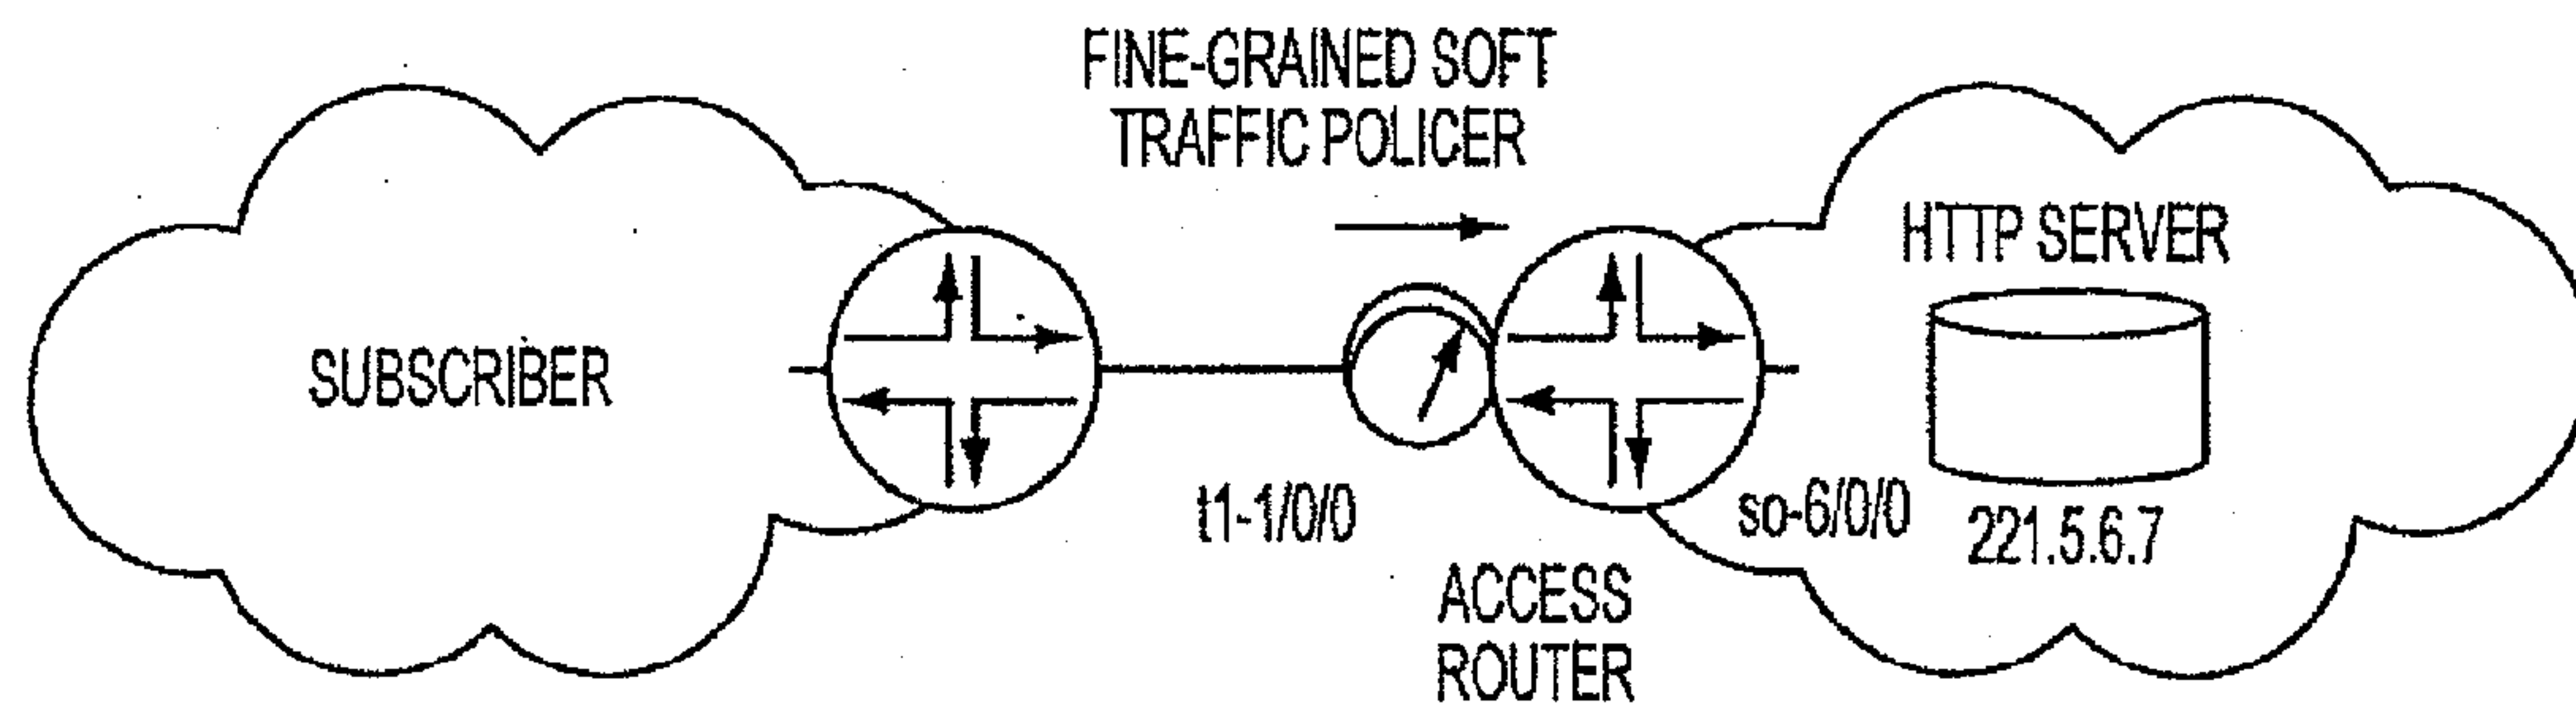 FINE-GRAINED SOFT
TRAFFIC POLICER
HTTP SERVER
SUBSCRIBER
t1-1/0/0
so-6/0/0
221.5.6.7
ACCESS
ROUTER